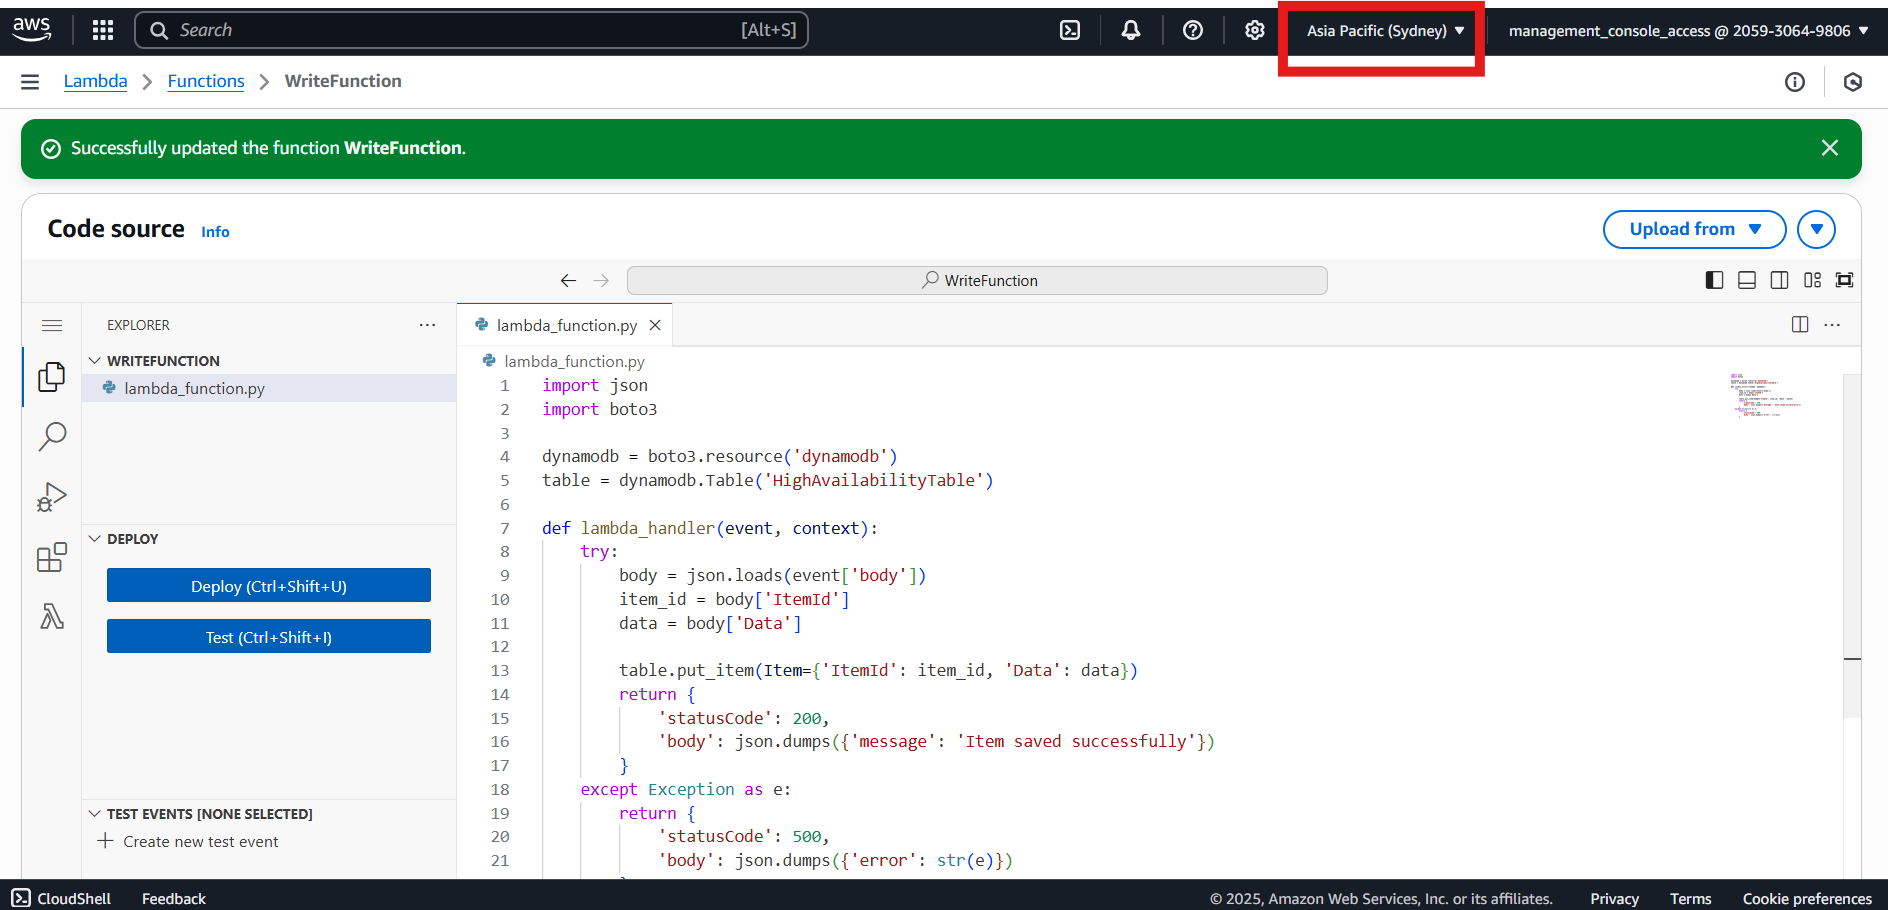 aws
Search [Alt+S]
Asia Pacific (Sydney) ▼
management_console_access @ 2059-3064-9806 ▼
Lambda > Functions > WriteFunction
Successfully updated the function WriteFunction.
Code source Info
Upload from ▼
WriteFunction
EXPLORER ...
WRITEFUNCTION
lambda_function.py
DEPLOY
Deploy (Ctrl+Shift+U)
Test (Ctrl+Shift+I)
TEST EVENTS [NONE SELECTED]
+ Create new test event
lambda_function.py ×
lambda_function.py
1 import json
2 import boto3
3
4 dynamodb = boto3.resource('dynamodb')
5 table = dynamodb.Table('HighAvailabilityTable')
6
7 def lambda_handler(event, context):
8     try:
9         body = json.loads(event['body'])
10         item_id = body['ItemId']
11         data = body['Data']
12
13         table.put_item(Item={'ItemId': item_id, 'Data': data})
14         return {
15             'statusCode': 200,
16             'body': json.dumps({'message': 'Item saved successfully'})
17         }
18     except Exception as e:
19         return {
20             'statusCode': 500,
21             'body': json.dumps({'error': str(e)})
CloudShell Feedback
© 2025, Amazon Web Services, Inc. or its affiliates. Privacy Terms Cookie preferences